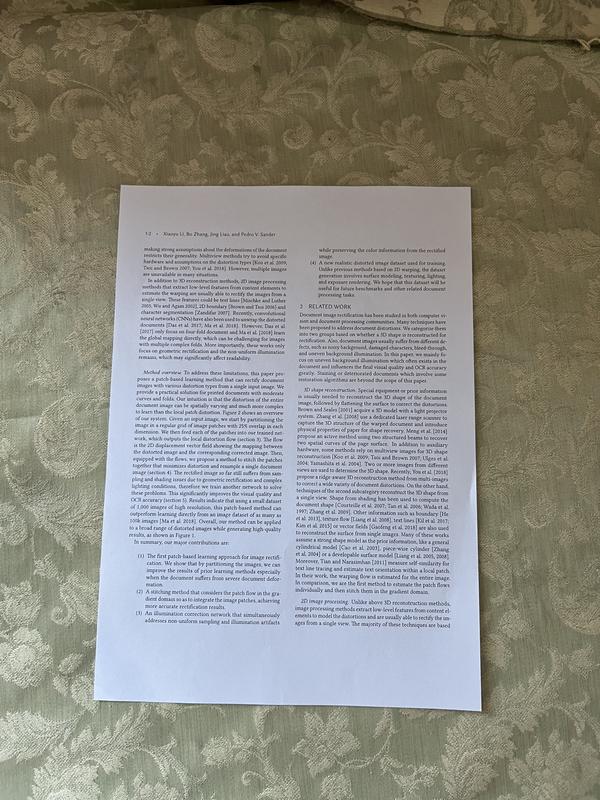 1:2 • Xiaoyu Li, Bo Zhang, Jing Liao, and Pedro V. Sander
making strong assumptions about the deformations of the document
restricts their generality. Multiview methods try to avoid specific
hardware and assumptions on the distortion types [Koo et al. 2009;
Tsoi and Brown 2007; You et al. 2018]. However, multiple images
are unavailable in many situations.
In addition to 3D reconstruction methods, 2D image processing
methods that extract low-level features from content elements to
estimate the warping are usually able to rectify the images from a
single view. These features could be text lines [Mischke and Luther
2005; Wu and Agam 2002], 2D boundary [Brown and Tsoi 2006] and
character segmentation [Zandifar 2007]. Recently, convolutional
neural networks (CNNs) have also been used to unwarp the distorted
documents [Das et al. 2017; Ma et al. 2018]. However, Das et al.
[2017] only focus on four-fold document and Ma et al. [2018] learn
the global mapping directly, which can be challenging for images
with multiple complex folds. More importantly, these works only
focus on geometric rectification and the non-uniform illumination
remains, which may significantly affect readability.
Method overview To address these limitations, this paper pro-
poses a patch-based learning method that can rectify document
images with various distortion types from a single input image. We
provide a practical solution for printed documents with moderate
curves and folds. Our intuition is that the distortion of the entire
document image can be spatially varying and much more complex
to learn than the local patch distortion. Figure 2 shows an overview
of our system. Given an input image, we start by partitioning the
image in a regular grid of image patches with 25% overlap in each
dimension. We then feed each of the patches into our trained net-
work, which outputs the local distortion flow (section 3). The flow
is the 2D displacement vector field showing the mapping between
the distorted image and the corresponding corrected image. Then,
equipped with the flows, we propose a method to stitch the patches
together that minimizes distortion and resample a single document
image (section 4). The rectified image so far still suffers from sam-
pling and shading issues due to geometric rectification and complex
lighting conditions, therefore we train another network to solve
these problems. This significantly improves the visual quality and
OCR accuracy (section 5). Results indicate that using a small dataset
of 1,000 images of high resolution, this patch-based method can
outperform learning directly from an image dataset of as many as
100k images [Ma et al. 2018]. Overall, our method can be applied
to a broad range of distorted images while generating high-quality
results, as shown in Figure 1.
In summary, our major contributions are:
(1) The first patch-based learning approach for image rectifi-
cation. We show that by partitioning the images, we can
improve the results of prior learning methods especially
when the document suffers from severe document defor-
mation.
(2) A stitching method that considers the patch flow in the gra-
dient domain so as to integrate the image patches, achieving
more accurate rectification results.
(3) An illumination correction network that simultaneously
addresses non-uniform sampling and illumination artifacts
while preserving the color information from the rectified
image.
(4) A new realistic distorted image dataset used for training.
Unlike previous methods based on 2D warping, the dataset
generation involves surface modeling, texturing, lighting,
and exposure rendering. We hope that this dataset will be
useful for future benchmarks and other related document
processing tasks.
2 RELATED WORK
Document image rectification has been studied in both computer vi-
sion and document processing communities. Many techniques have
been proposed to address document distortions. We categorize them
into two groups based on whether a 3D shape is reconstructed for
rectification. Also, document images usually suffer from different de-
fects, such as noisy background, damaged characters, bleed-through,
and uneven background illumination. In this paper, we mainly fo-
cus on uneven background illumination which often exists in the
document and influences the final visual quality and OCR accuracy
greatly. Staining or deteriorated documents which involve some
restoration algorithms are beyond the scope of this paper.
3D shape reconstruction. Special equipment or prior information
is usually needed to reconstruct the 3D shape of the document
image, followed by flattening the surface to correct the distortions.
Brown and Seales [2001] acquire a 3D model with a light projector
system. Zhang et al. [2008] use a dedicated laser range scanner to
capture the 3D structure of the warped document and introduce
physical properties of paper for shape recovery. Meng et al. [2014]
propose an active method using two structured beams to recover
two spatial curves of the page surface. In addition to auxiliary
hardware, some methods rely on multiview images for 3D shape
reconstruction [Koo et al. 2009; Tsoi and Brown 2007; Ulges et al.
2004; Yamashita et al. 2004]. Two or more images from different
views are used to determine the 3D shape. Recently, You et al. [2018]
propose a ridge-aware 3D reconstruction method from multi-images
to correct a wide variety of document distortions. On the other hand,
techniques of the second subcategory reconstruct the 3D shape from
a single view. Shape from shading has been used to compute the
document shape [Courteille et al. 2007; Tan et al. 2006; Wada et al.
1997; Zhang et al. 2009]. Other information such as boundary [He et al.
2013], texture flow [Liang et al. 2008], text lines [Kil et al. 2017;
Kim et al. 2015] or vector fields [Gaofeng et al. 2018] are also used
to reconstruct the surface from single images. Many of these works
assume a strong shape model as the prior information, like a general
cylindrical model [Cao et al. 2003], piece-wise cylinder [Zhang
et al. 2004] or a developable surface model [Liang et al. 2005, 2008].
Moreover, Tian and Narasimhan [2011] measure self-similarity for
text line tracing and estimate text orientation within a local patch.
In their work, the warping flow is estimated for the entire image.
In comparison, we are the first method to estimate the patch flows
individually and then stitch them in the gradient domain.
2D image processing. Unlike above 3D reconstruction methods,
image processing methods extract low-level features from content el-
ements to model the distortions and are usually able to rectify the im-
ages from a single view. The majority of these techniques are based